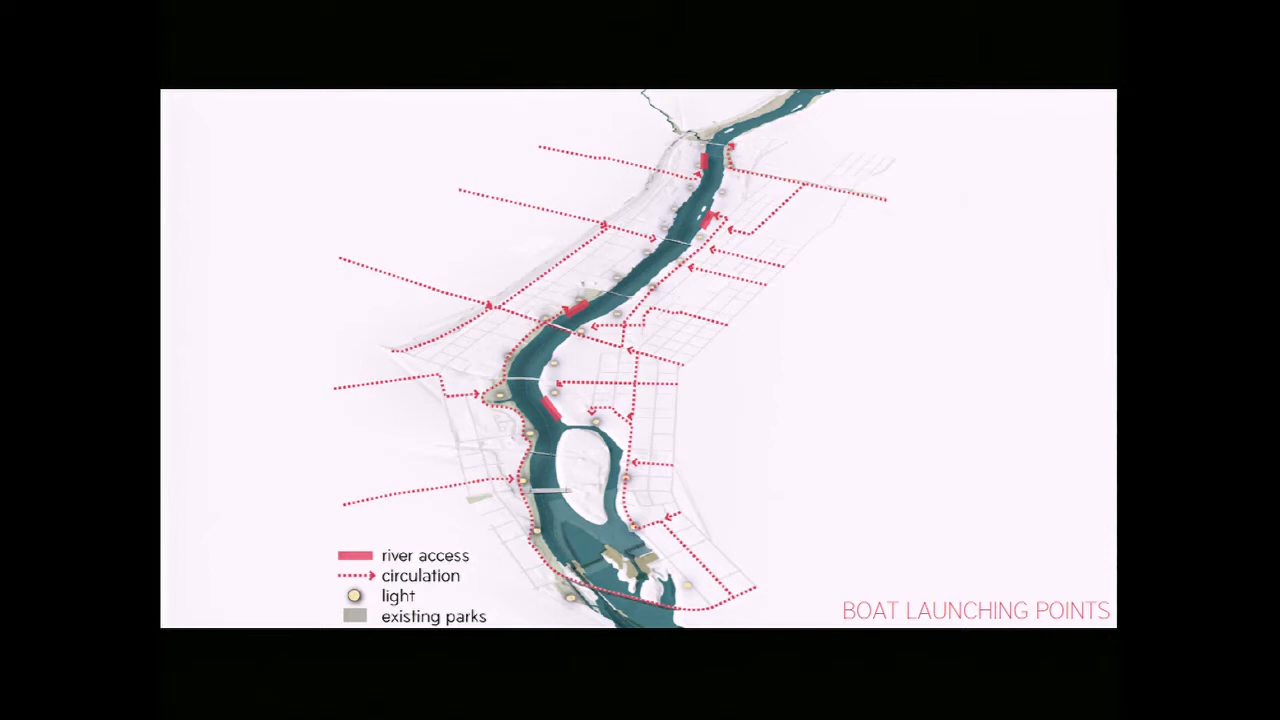 river access
circulation
light
existing parks
BOAT LAUNCHING POINTS